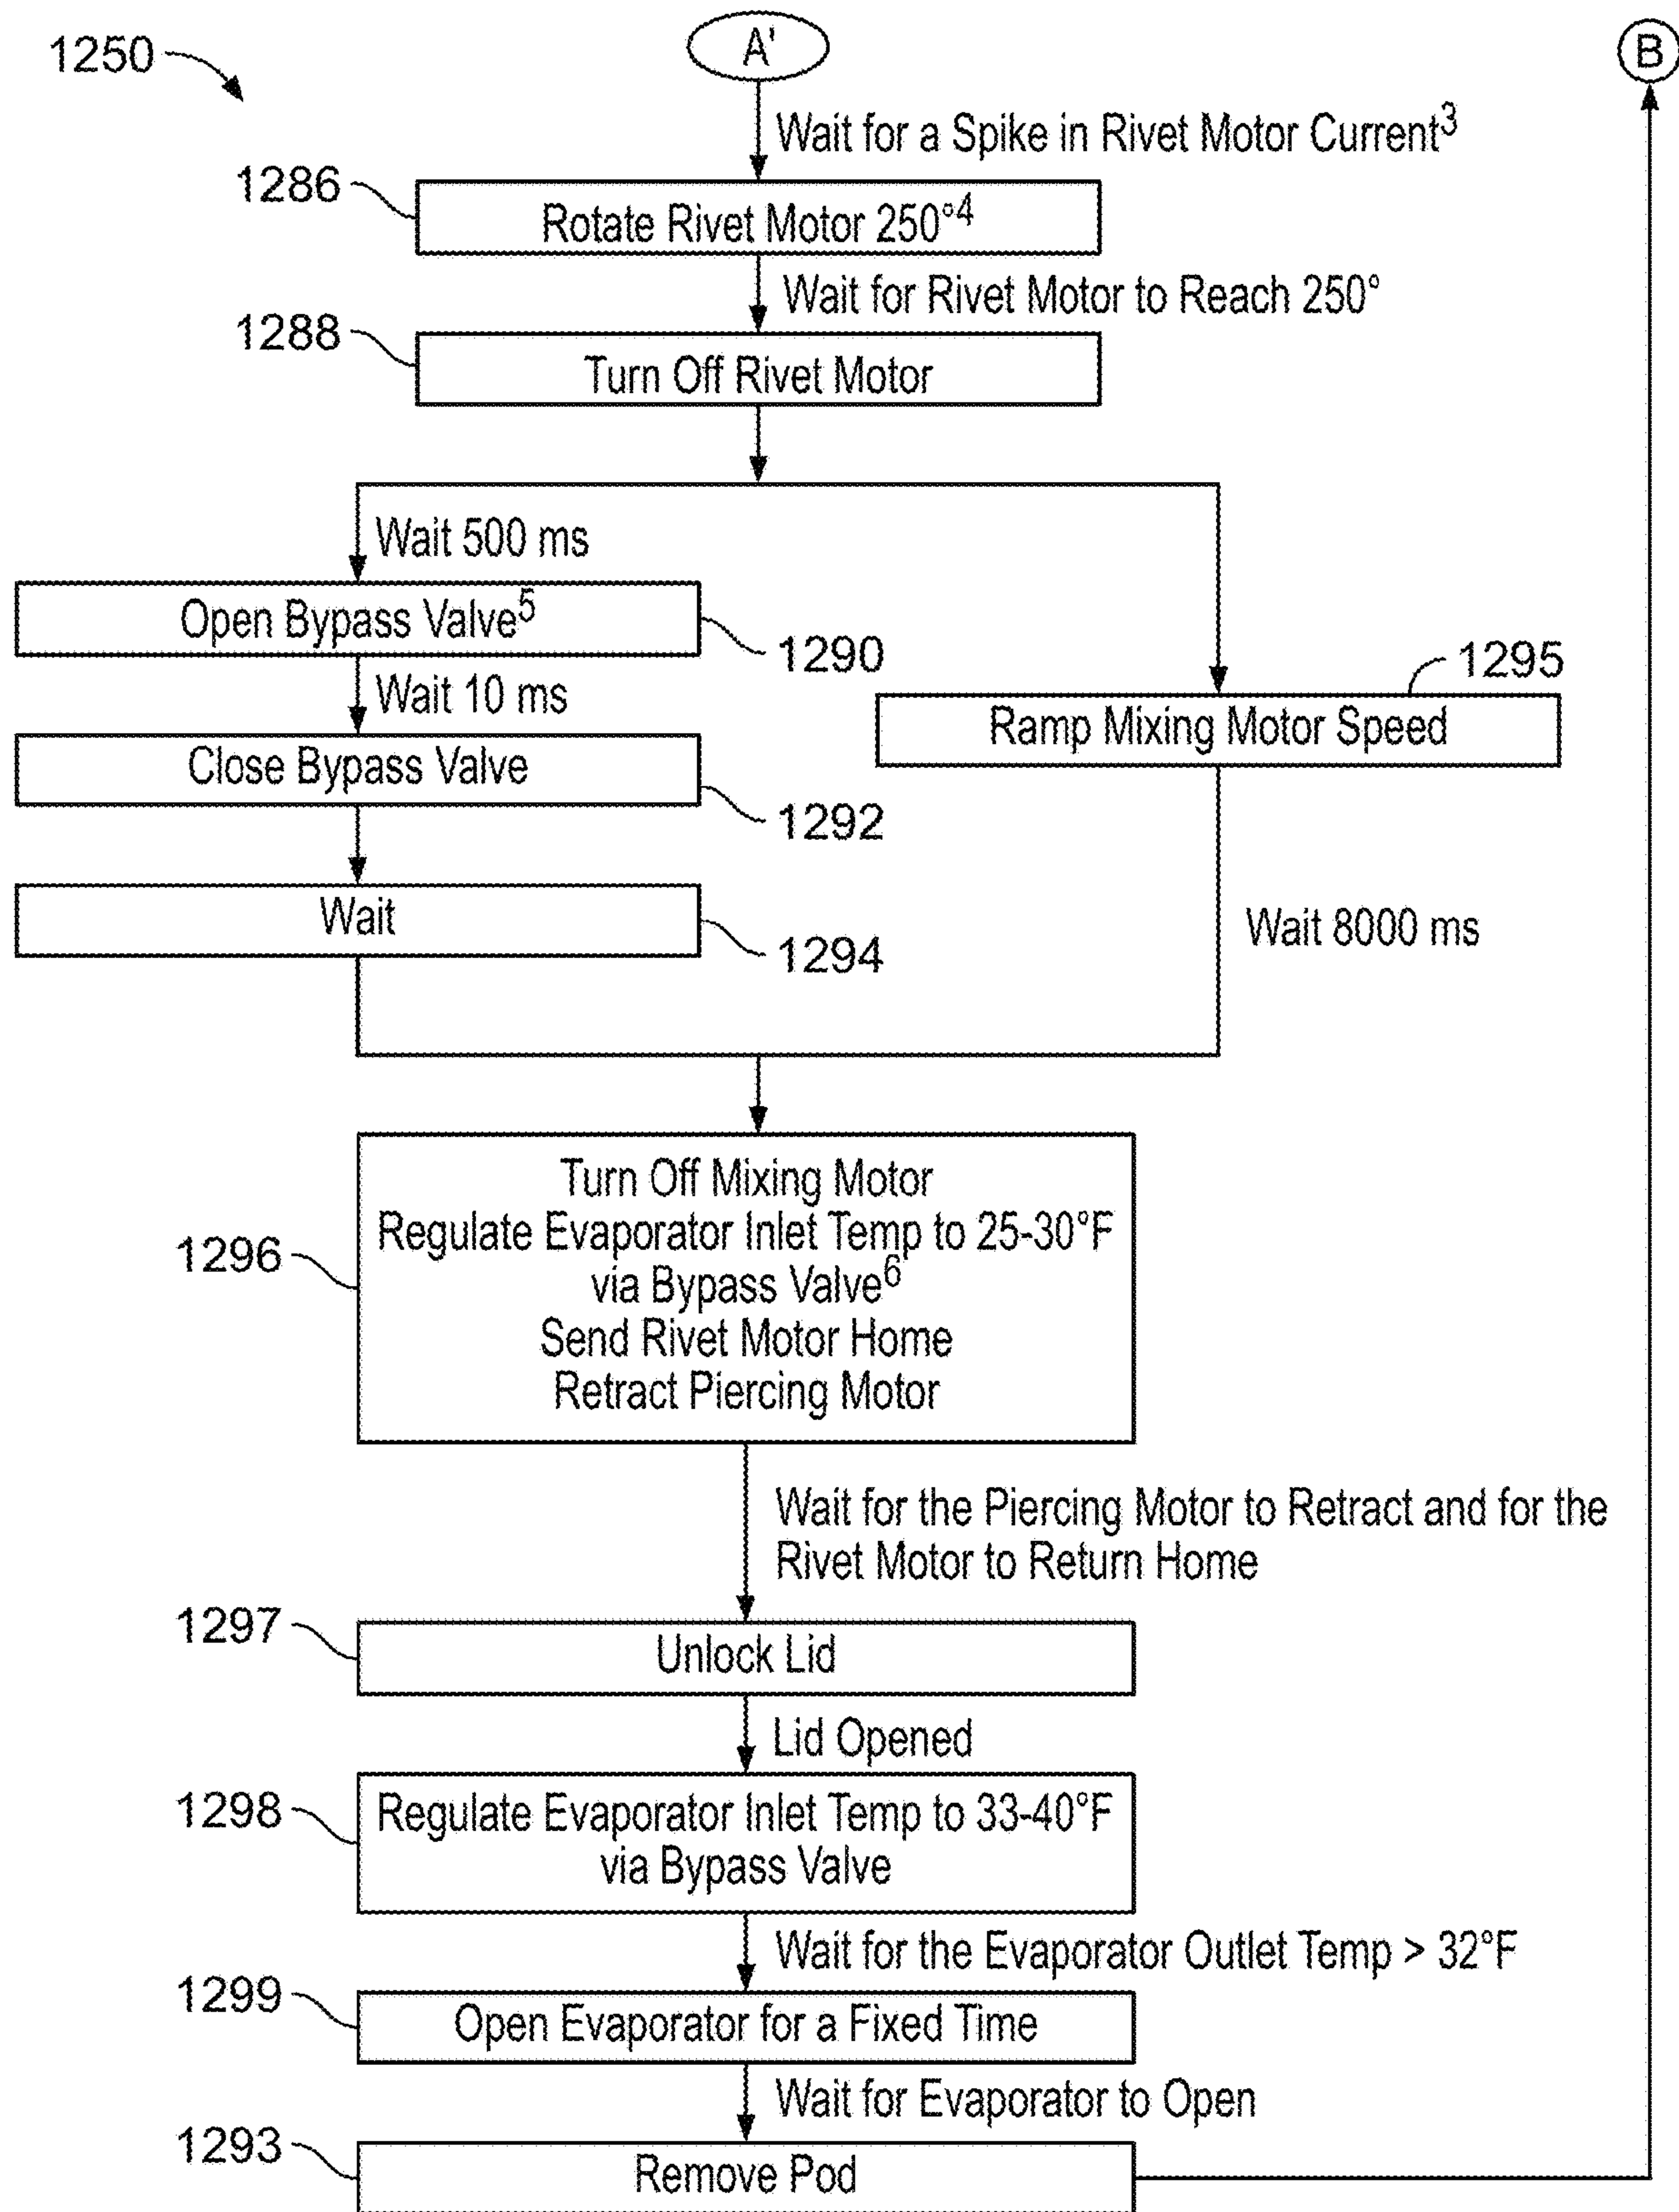 1250
A'
B
Wait for a Spike in Rivet Motor Current3
1286
Rotate Rivet Motor 250°4
Wait for Rivet Motor to Reach 250°
1288
Turn Off Rivet Motor
Wait 500 ms
Open Bypass Valve5
1290
Wait 10 ms
Close Bypass Valve
1292
Wait
1294
1295
Ramp Mixing Motor Speed
Wait 8000 ms
1296
Turn Off Mixing Motor
Regulate Evaporator Inlet Temp to 25-30°F
via Bypass Valve6
Send Rivet Motor Home
Retract Piercing Motor
Wait for the Piercing Motor to Retract and for the
Rivet Motor to Return Home
1297
Unlock Lid
Lid Opened
1298
Regulate Evaporator Inlet Temp to 33-40°F
via Bypass Valve
Wait for the Evaporator Outlet Temp > 32°F
1299
Open Evaporator for a Fixed Time
Wait for Evaporator to Open
1293
Remove Pod